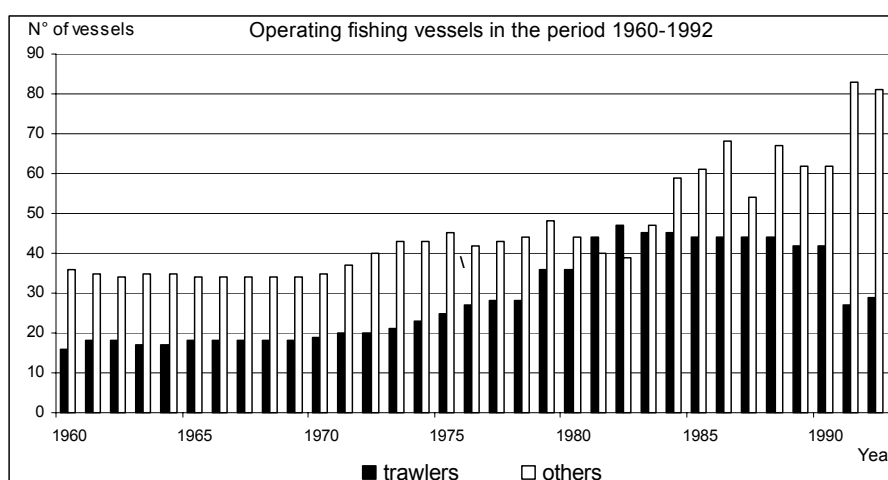 N° of vessels
Operating fishing vessels in the period 1960-1992
90
80
70
60
50
40
30
20
10
0
1960 1965 1970 1975 1980 1985 1990
Yea
trawlers others